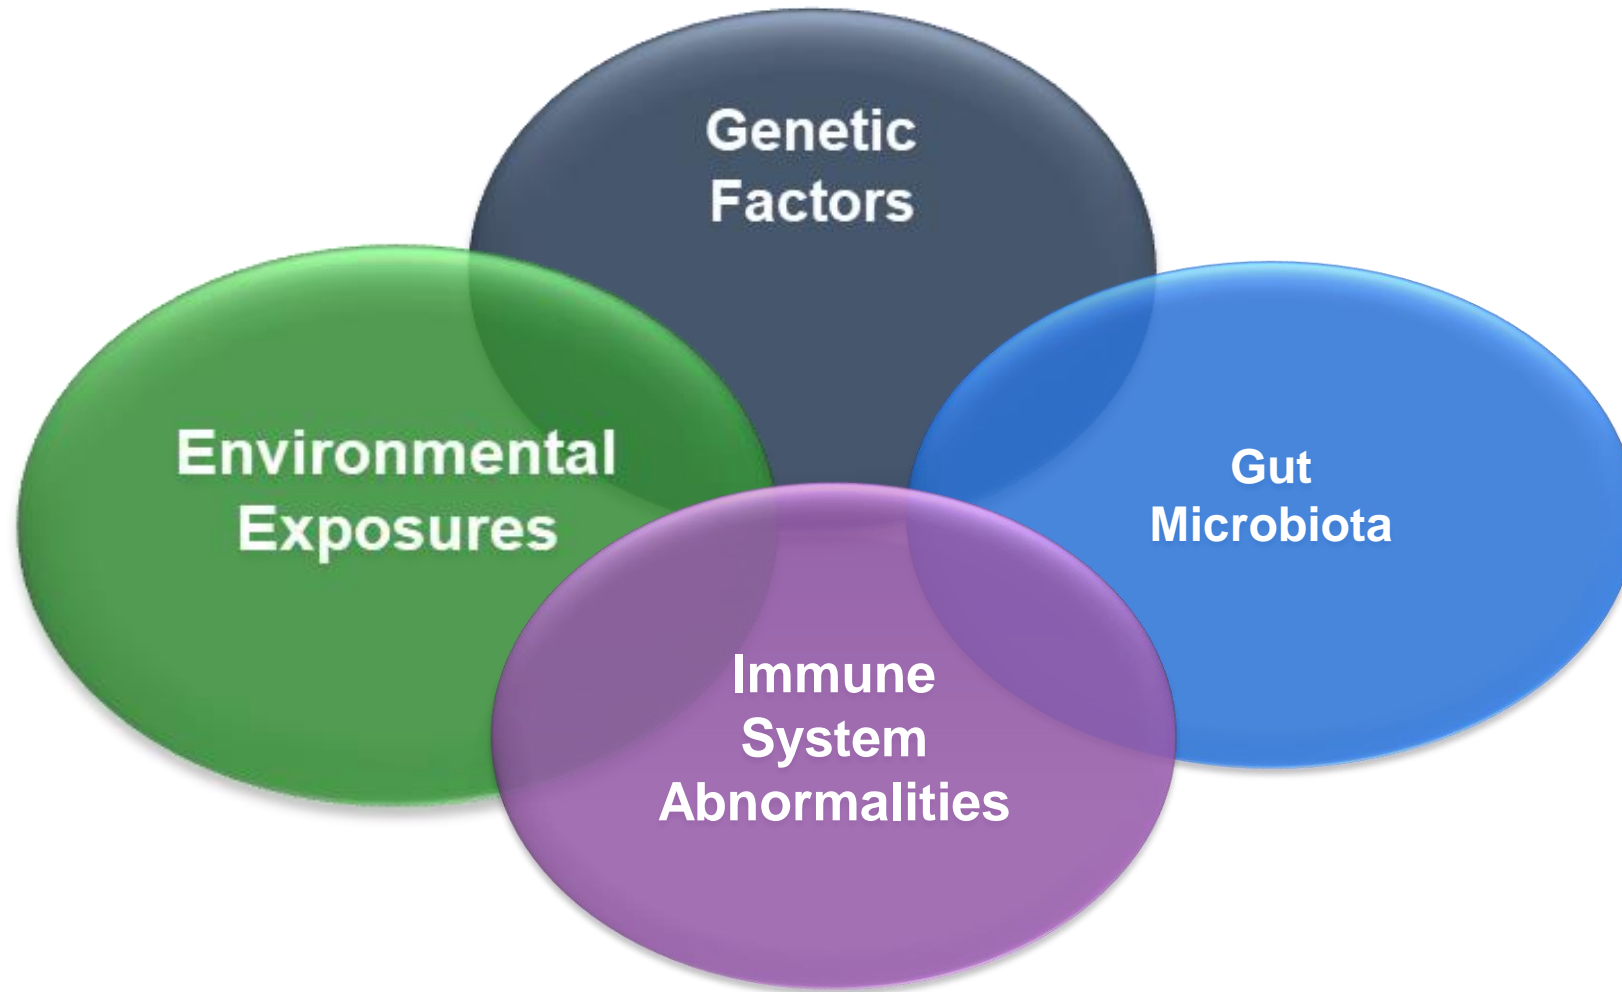 Genetic
Factors
Environmental
Exposures
Gut
Microbiota
Immune
System
Abnormalities